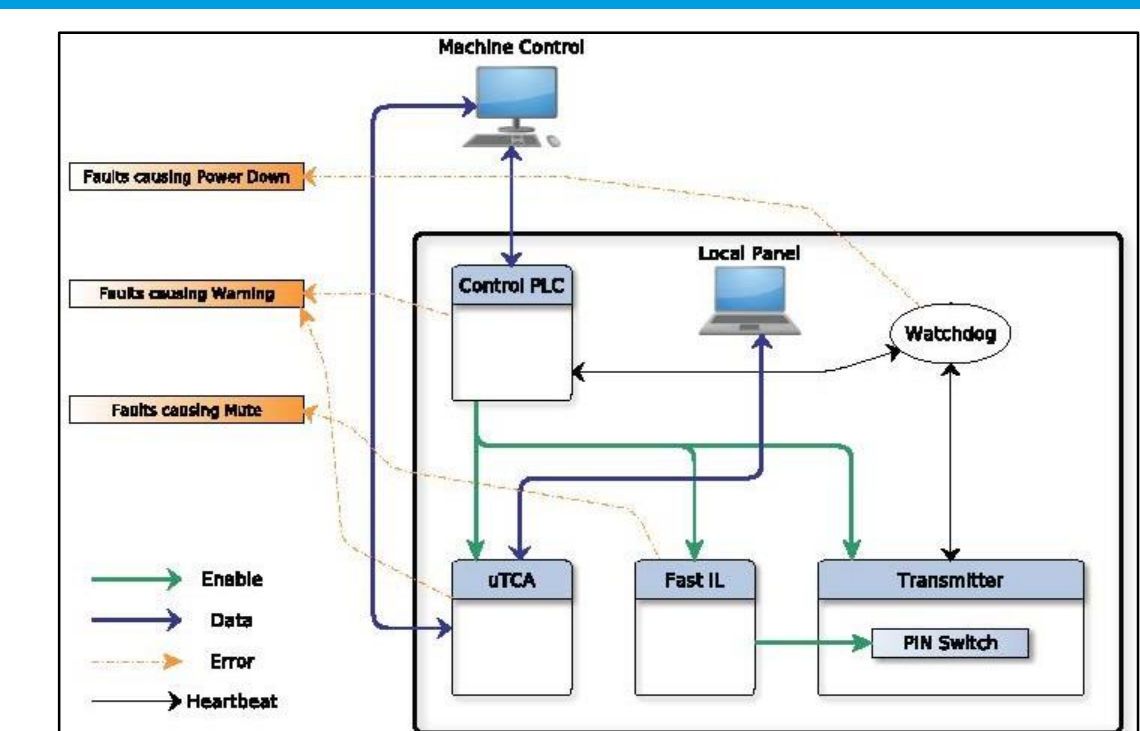 Machine Control
Faults causing Power Down
Local Panel
Control PLC
Faults causing Warning
Watchdog
Faults causing Mute
Enable
uTCA
Fast IL
Transmitter
Data
PIN Switch
Error
Heartbeat